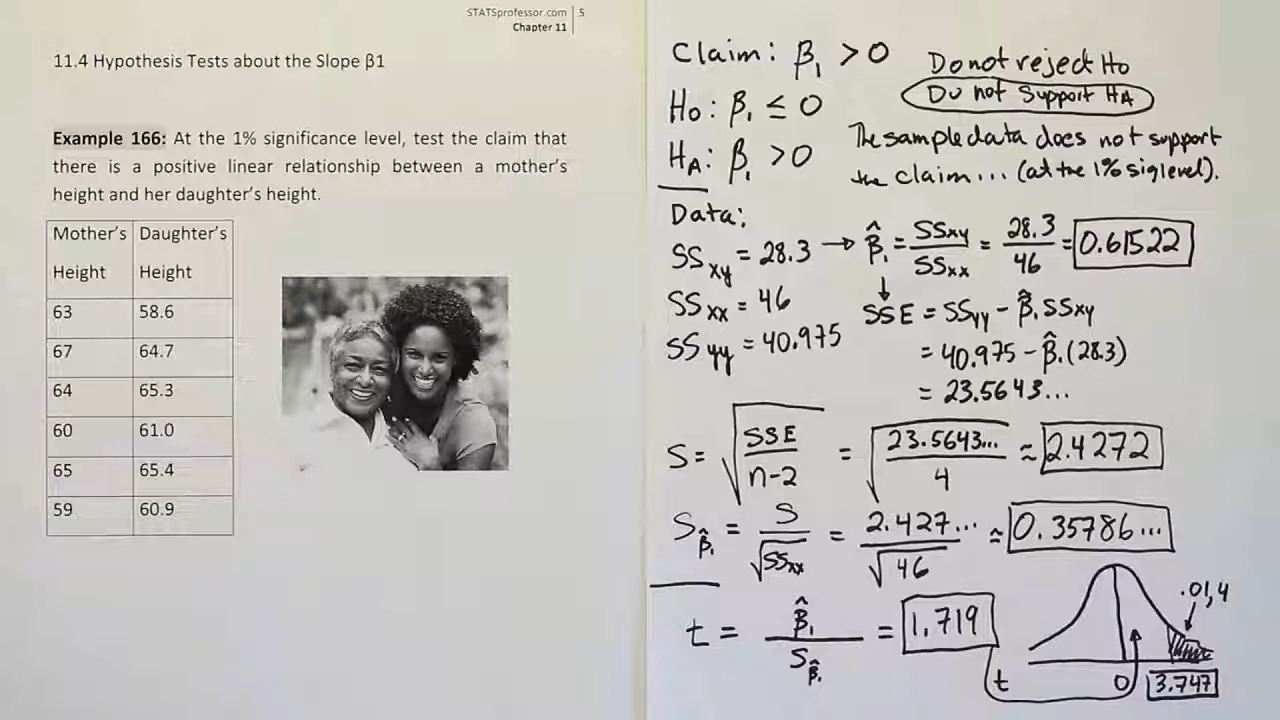 STATSprofessor.com 5
Chapter 11
11.4 Hypothesis Tests about the Slope β1
Example 166: At the 1% significance level, test the claim that
there is a positive linear relationship between a mother's
height and her daughter's height.
Mother's Height Daughter's Height
63 58.6
67 64.7
64 65.3
60 61.0
65 65.4
59 60.9
Claim: β₁ > 0
Ho: β₁ ≤ 0
HA: β₁ > 0
Do not reject Ho
Do not Support HA
The sample data does not support
the claim... (at the 1% sig level).
Data:
SSxy = 28.3 → β̂₁ = SSxy / SSxx = 28.3 / 46 = 0.61522
SSxx = 46
SSyy = 40.975
↓
SSE = SSyy - β̂₁ SSxy
= 40.975 - β̂₁(28.3)
= 23.5643...
S = √(SSE / n-2) = √(23.5643... / 4) ≈ 2.4272
Sβ̂₁ = S / √SSxx = 2.427... / √46 ≈ 0.35786...
t = β̂₁ / Sβ̂₁ = 1.719
.01, 4
t 0 3.747